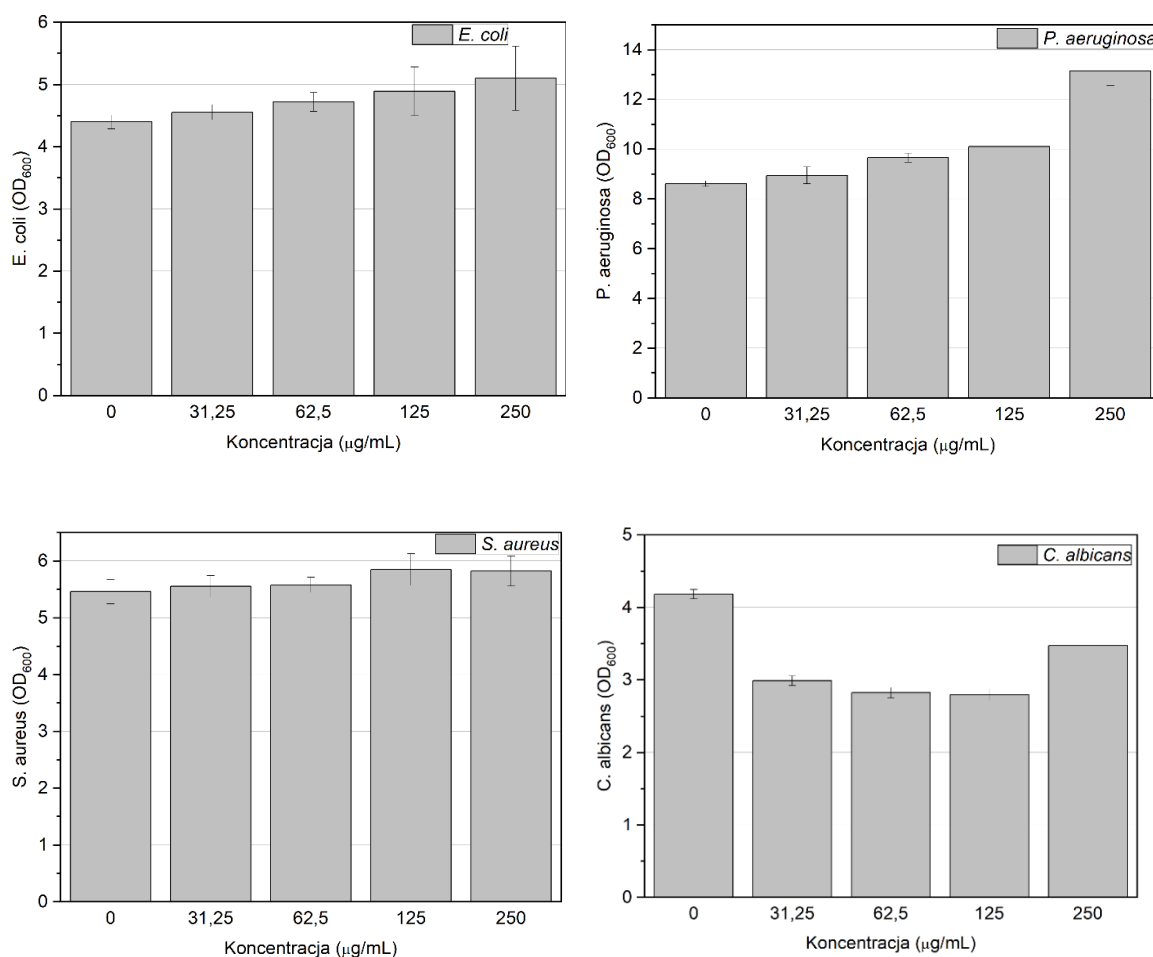 E. coli
E. coli (OD600)
6
5
4
3
2
1
0
0 31,25 62,5 125 250
Koncentracja (μg/mL)
P. aeruginosa
P. aeruginosa (OD600)
14
12
10
8
6
4
2
0
0 31,25 62,5 125 250
Koncentracja (μg/mL)
S. aureus
S. aureus (OD600)
6
5
4
3
2
1
0
0 31,25 62,5 125 250
Koncentracja (μg/mL)
C. albicans
C. albicans (OD600)
5
4
3
2
1
0
0 31,25 62,5 125 250
Koncentracja (μg/mL)